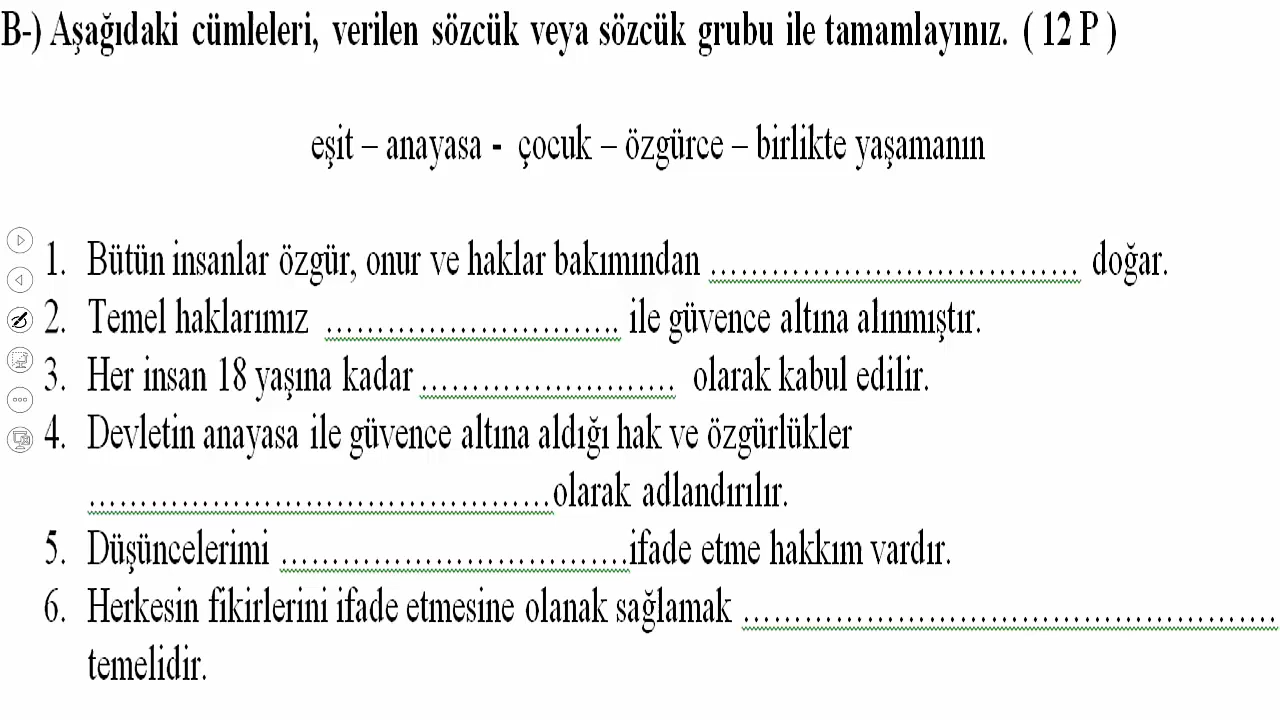 B-) Aşağıdaki cümleleri, verilen sözcük veya sözcük grubu ile tamamlayınız. ( 12 P )
eşit – anayasa - çocuk – özgürce – birlikte yaşamanın
1. Bütün insanlar özgür, onur ve haklar bakımından ……………………………… doğar.
2. Temel haklarımız ……………………….. ile güvence altına alınmıştır.
3. Her insan 18 yaşına kadar ……………………. olarak kabul edilir.
4. Devletin anayasa ile güvence altına aldığı hak ve özgürlükler
………………………………………olarak adlandırılır.
5. Düşüncelerimi …………………………….ifade etme hakkım vardır.
6. Herkesin fikirlerini ifade etmesine olanak sağlamak ……………………………………………
temelidir.